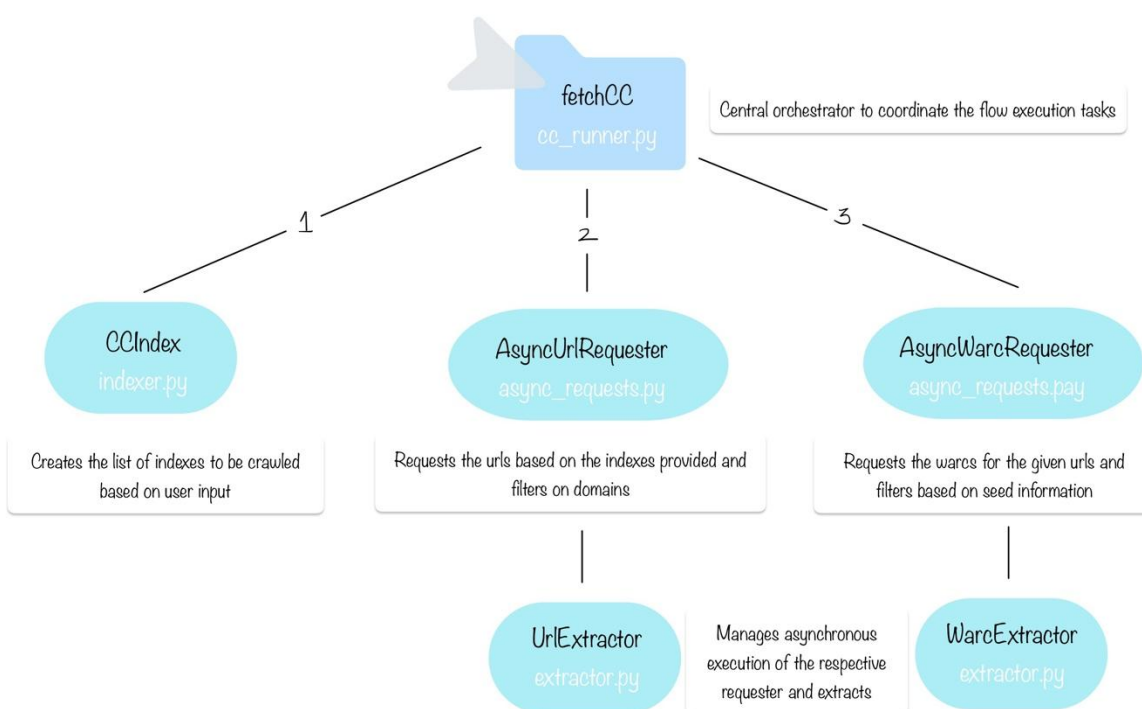 fetchCC
cc_runner.py
Central orchestrator to coordinate the flow execution tasks
1
2
3
CCIndex
indexer.py
AsyncUrlRequester
async_requests.py
AsyncWarcRequester
async_requests.pay
Creates the list of indexes to be crawled
based on user input
Requests the urls based on the indexes provided and
filters on domains
Requests the warcs for the given urls and
filters based on seed information
UrlExtractor
extractor.py
Manages asynchronous
execution of the respective
requester and extracts
WarcExtractor
extractor.py